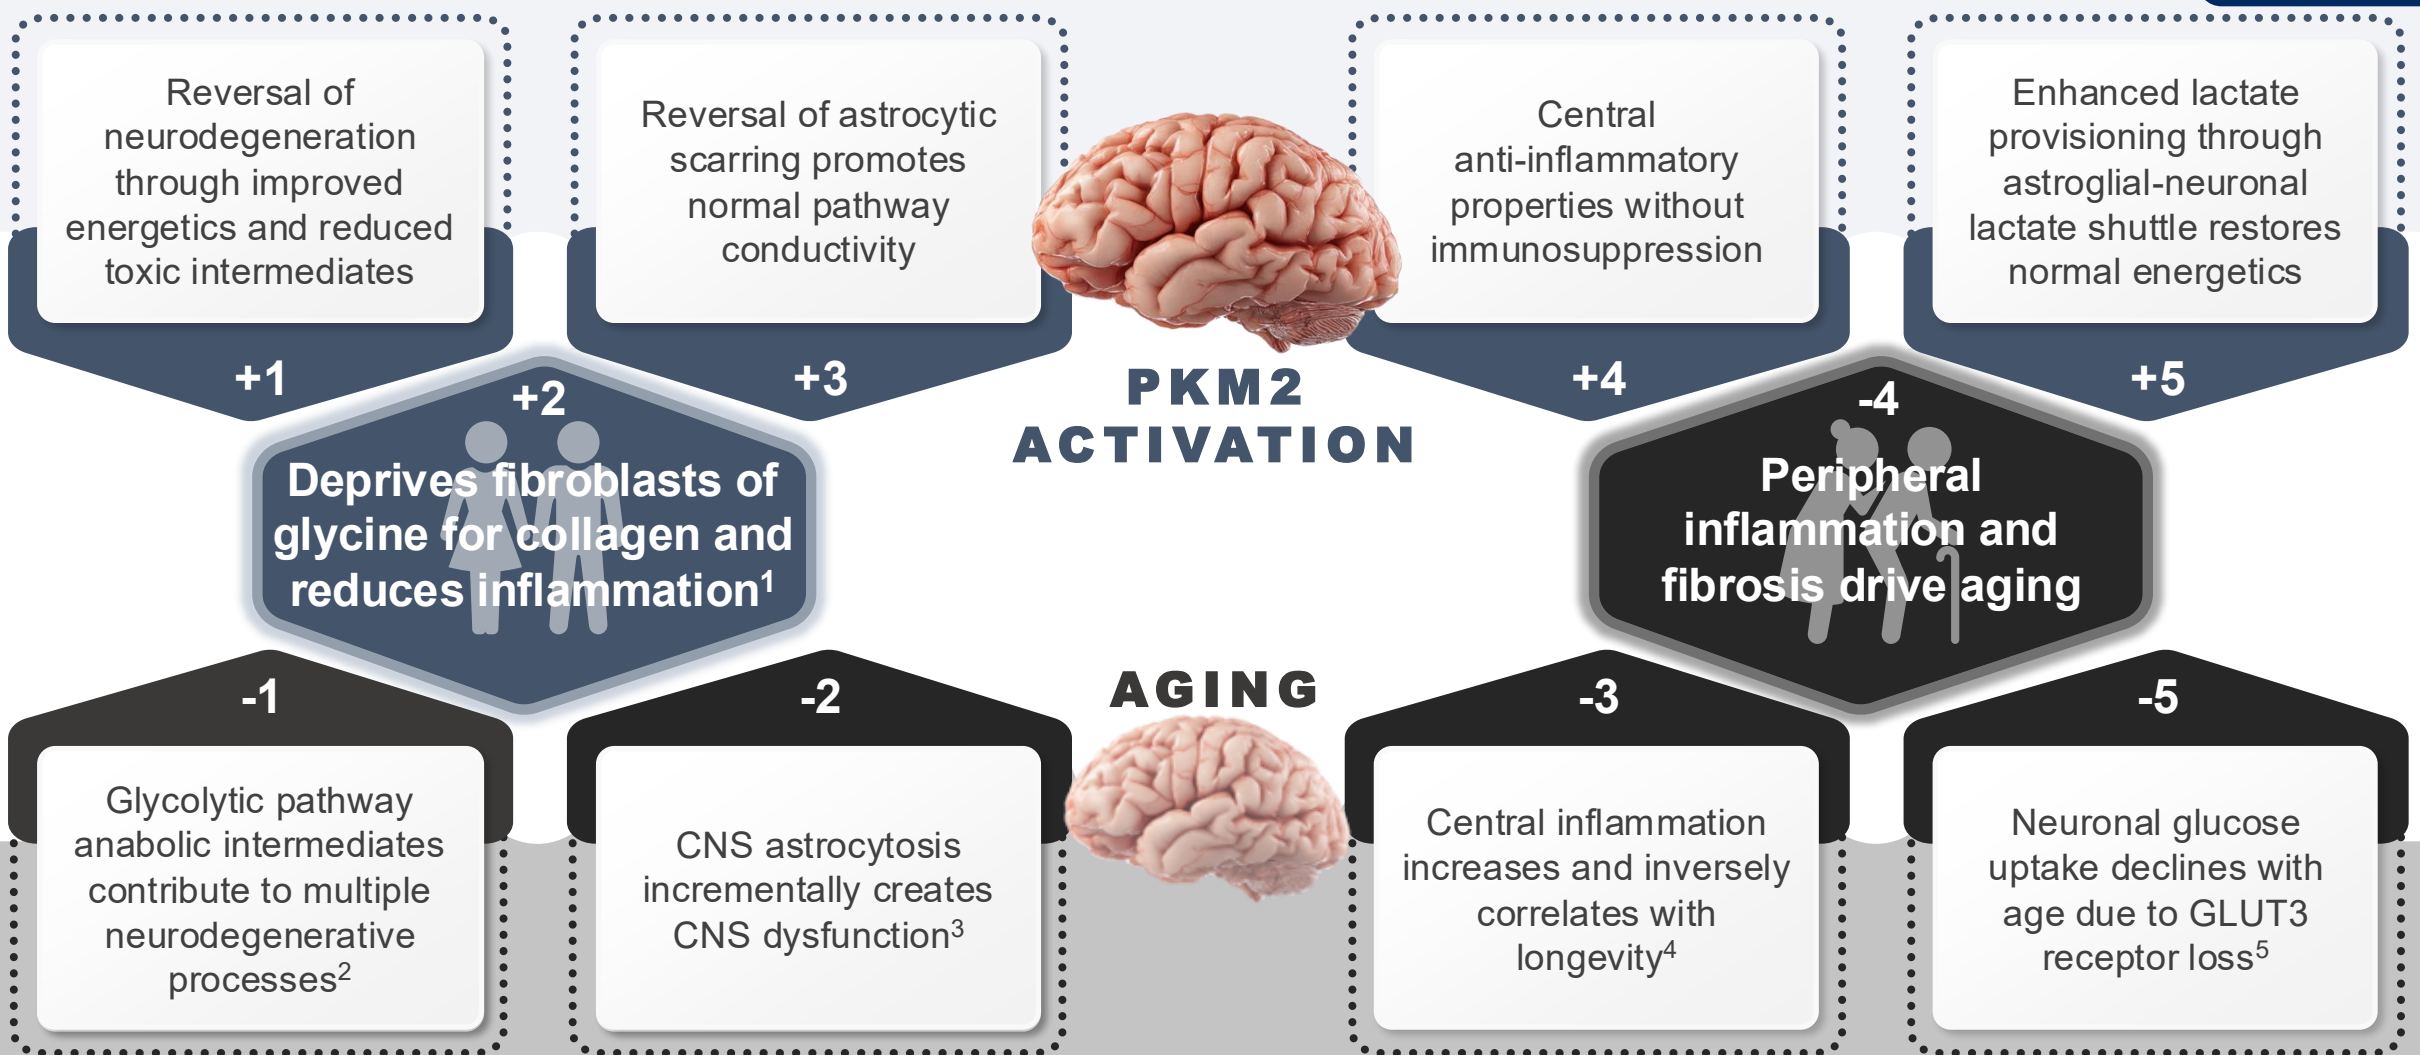 Reversal of
neurodegeneration
through improved
energetics and reduced
toxic intermediates
+1
Reversal of astrocytic
scarring promotes
normal pathway
conductivity
+3
Central
anti-inflammatory
properties without
immunosuppression
+4
Enhanced lactate
provisioning through
astroglial-neuronal
lactate shuttle restores
normal energetics
+5
PKM2
ACTIVATION
+2
Deprives fibroblasts of
glycine for collagen and
reduces inflammation1
-4
Peripheral
inflammation and
fibrosis drive aging
AGING
-1
Glycolytic pathway
anabolic intermediates
contribute to multiple
neurodegenerative
processes2
-2
CNS astrocytosis
incrementally creates
CNS dysfunction3
-3
Central inflammation
increases and inversely
correlates with
longevity4
-5
Neuronal glucose
uptake declines with
age due to GLUT3
receptor loss5